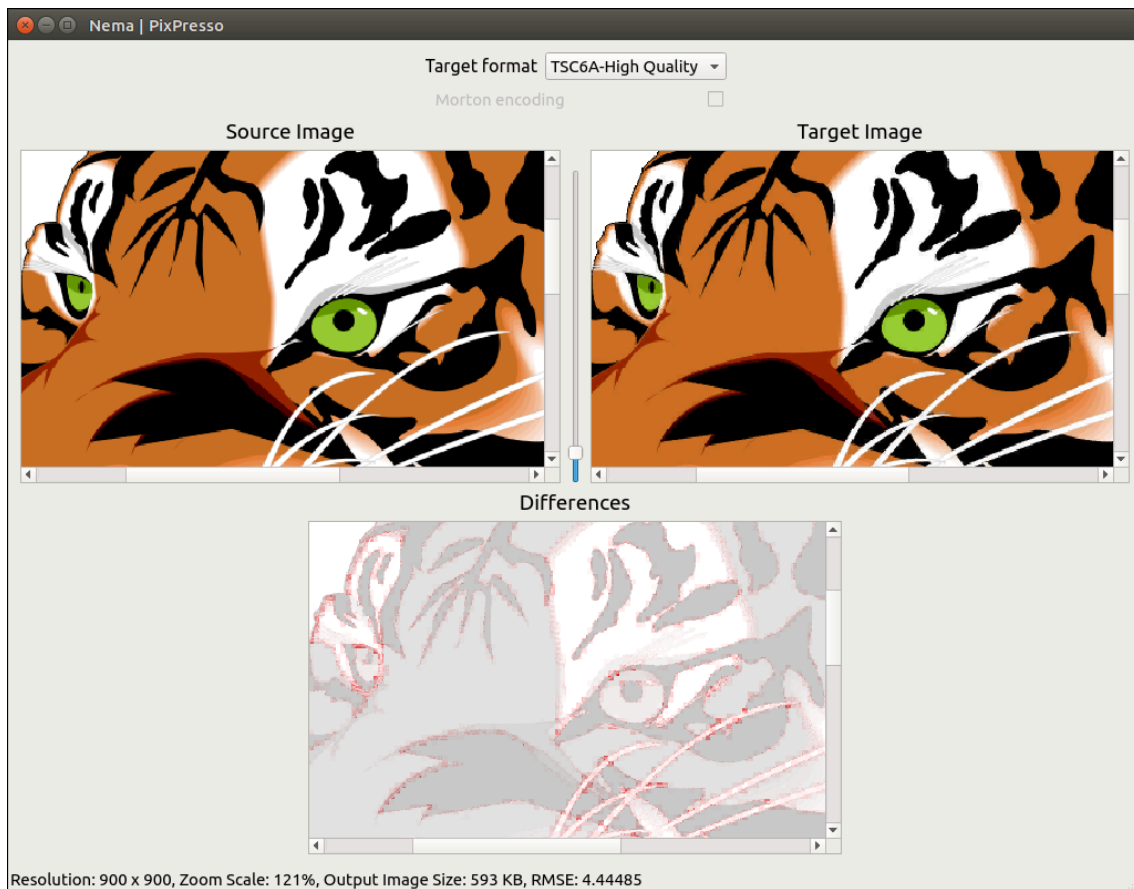 Nema | PixPresso
Target format TSC6A-High Quality
Morton encoding
Source Image
Target Image
Differences
Resolution: 900 x 900, Zoom Scale: 121%, Output Image Size: 593 KB, RMSE: 4.44485